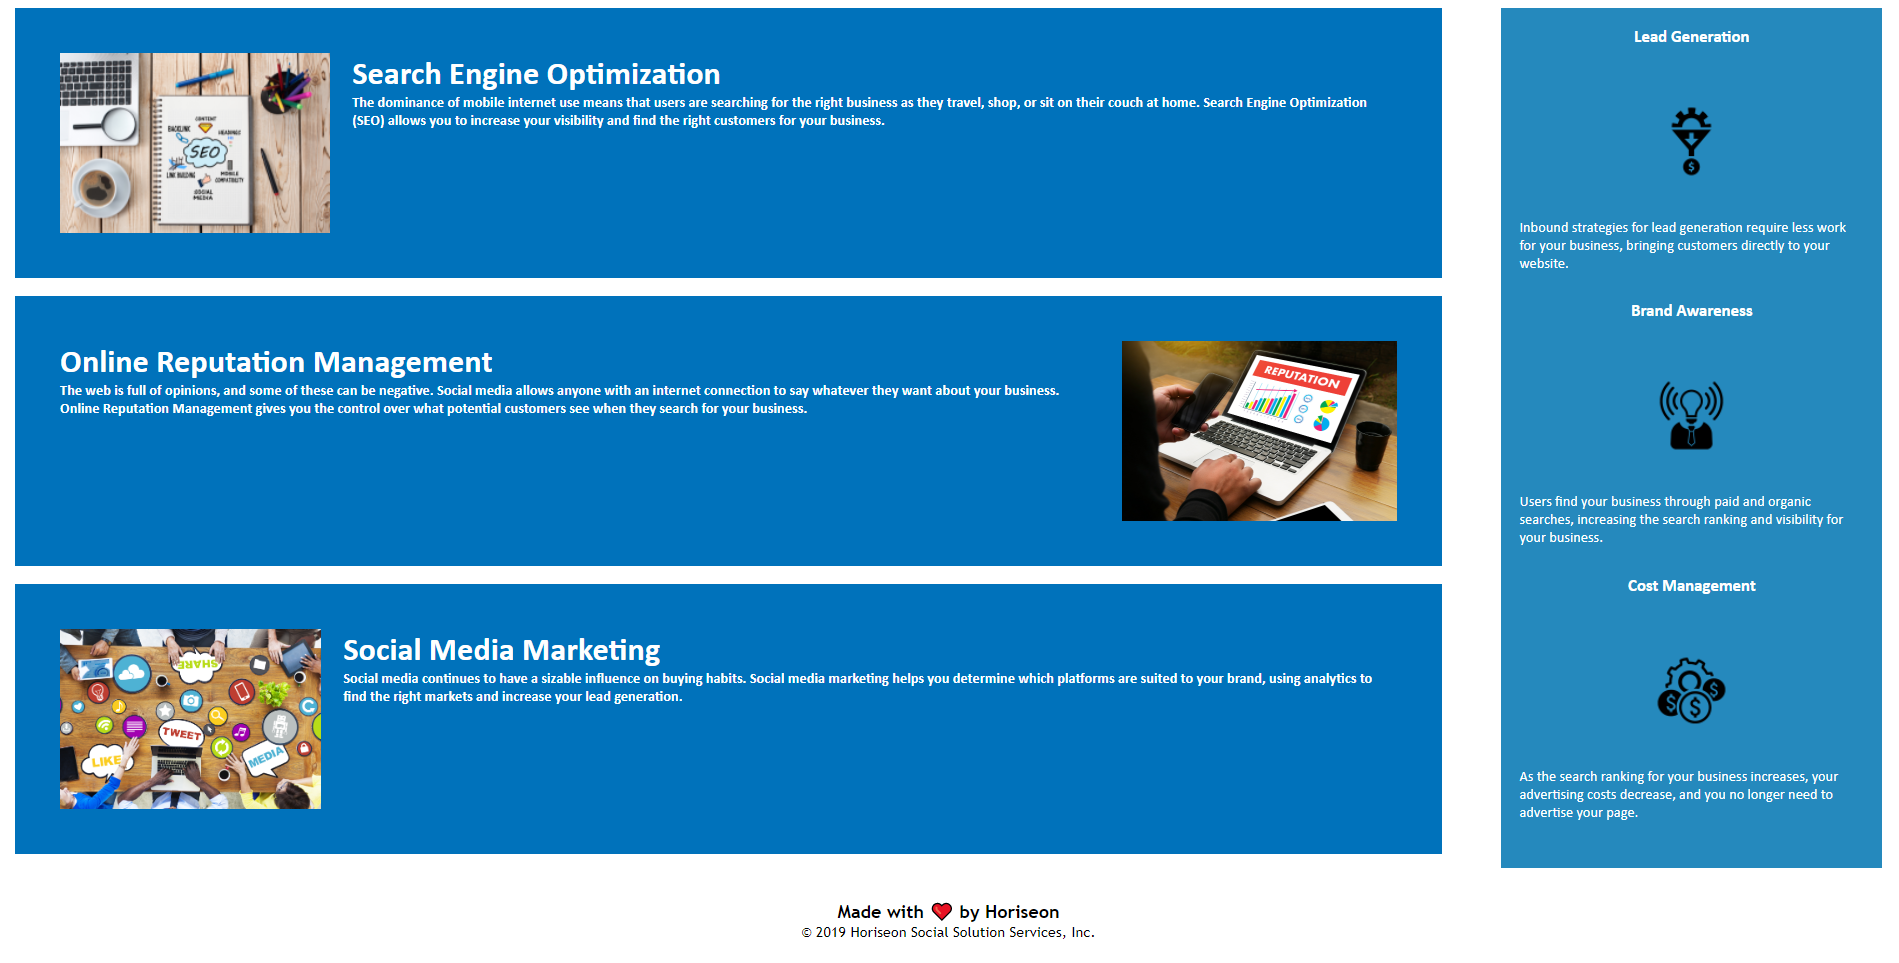 Search Engine Optimization
The dominance of mobile internet use means that users are searching for the right business as they travel, shop, or sit on their couch at home. Search Engine Optimization
(SEO) allows you to increase your visibility and find the right customers for your business.
CONTENT
BACKLINK
HEADINGS
SEO
LINK BUILDING
MOBILE
COMPATIBILITY
SOCIAL
MEDIA
Online Reputation Management
The web is full of opinions, and some of these can be negative. Social media allows anyone with an internet connection to say whatever they want about your business.
Online Reputation Management gives you the control over what potential customers see when they search for your business.
REPUTATION
Social Media Marketing
Social media continues to have a sizable influence on buying habits. Social media marketing helps you determine which platforms are suited to your brand, using analytics to
find the right markets and increase your lead generation.
SHARE
TWEET
LIKE
MEDIA
Lead Generation
$
Inbound strategies for lead generation require less work
for your business, bringing customers directly to your
website.
Brand Awareness
Users find your business through paid and organic
searches, increasing the search ranking and visibility for
your business.
Cost Management
$
$
$
As the search ranking for your business increases, your
advertising costs decrease, and you no longer need to
advertise your page.
Made with by Horiseon
© 2019 Horiseon Social Solution Services, Inc.